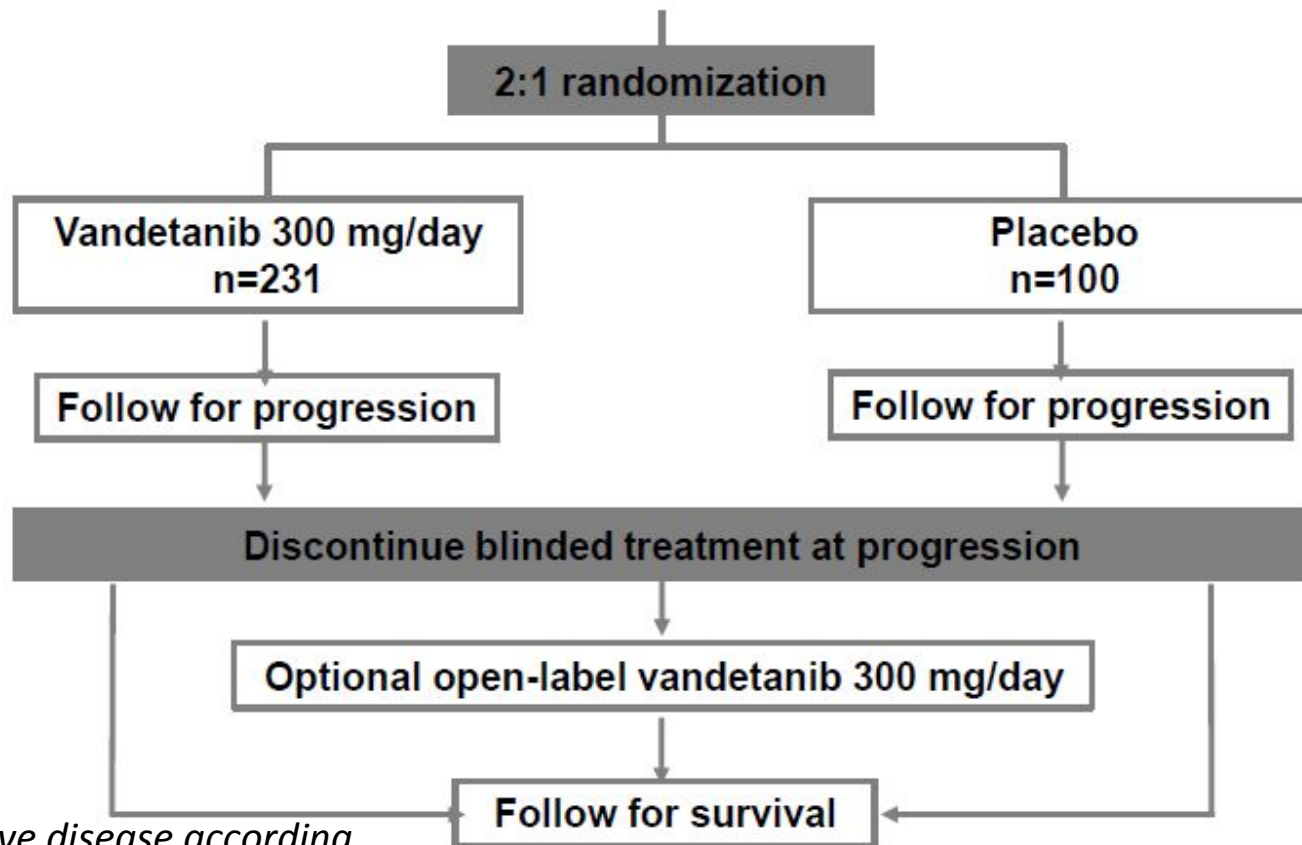 2:1 randomization
Vandetanib 300 mg/day
n=231
Placebo
n=100
Follow for progression
Follow for progression
Discontinue blinded treatment at progression
Optional open-label vandetanib 300 mg/day
Follow for survival
disease according